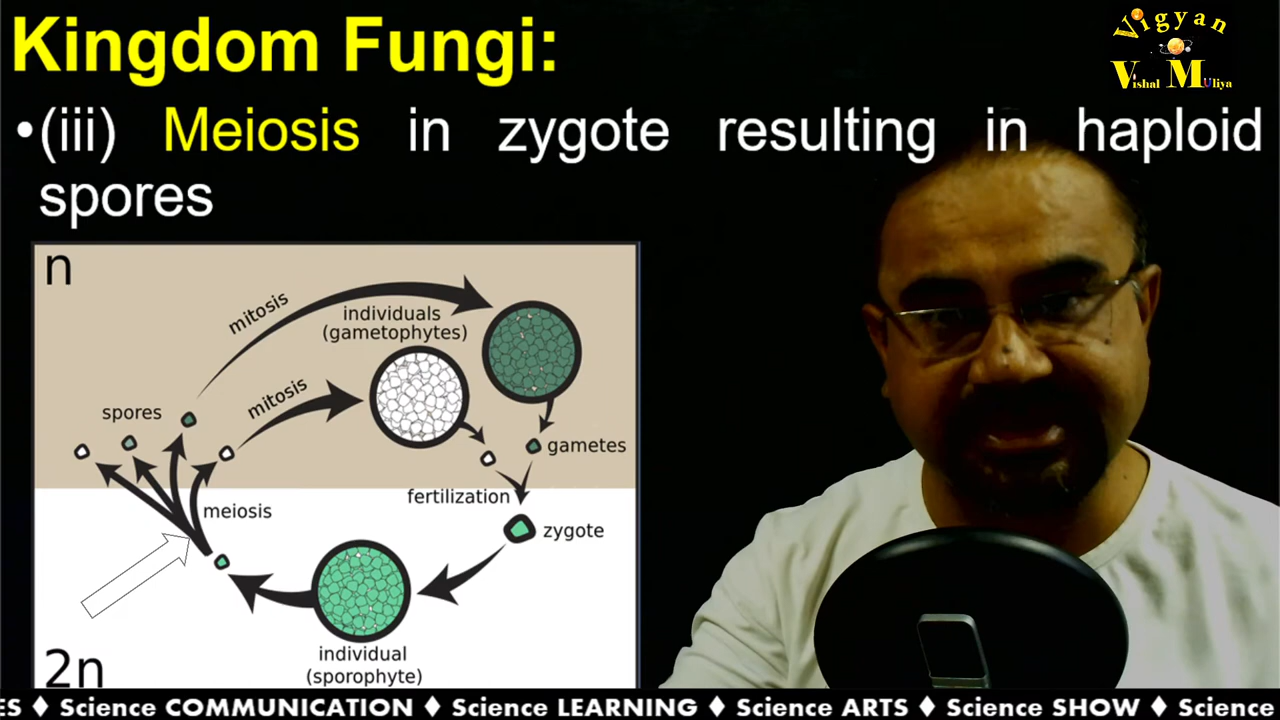 Kingdom Fungi:
Vigyan
Vishal MUliya
•(iii) Meiosis in zygote resulting in haploid
spores
n
mitosis
individuals
(gametophytes)
mitosis
spores
gametes
fertilization
meiosis
zygote
individual
(sporophyte)
2n
ES ♦ Science COMMUNICATION ♦ Science LEARNING ♦ Science ARTS ♦ Science SHOW ♦ Science